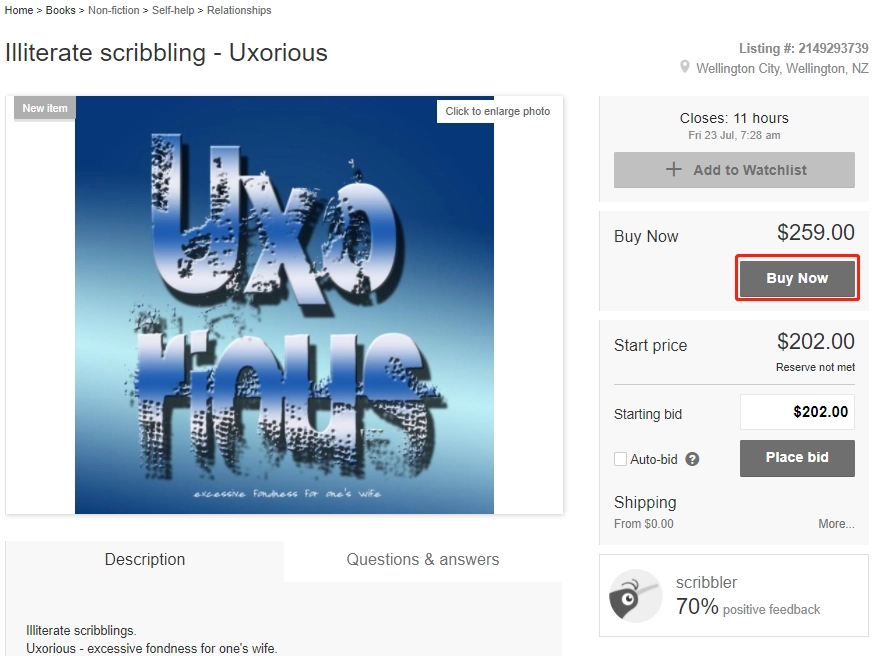 Home > Books > Non-fiction > Self-help > Relationships
Illiterate scribbling - Uxorious
Listing #: 2149293739
Wellington City, Wellington, NZ
New item
Click to enlarge photo
Uxo
rious
excessive fondness for one's wife
Closes: 11 hours
Fri 23 Jul, 7:28 am
+ Add to Watchlist
Buy Now $259.00
Buy Now
Start price $202.00
Reserve not met
Starting bid $202.00
Auto-bid ? Place bid
Shipping
From $0.00 More...
scribbler
70% positive feedback
Description Questions & answers
Illiterate scribblings.
Uxorious - excessive fondness for one's wife.